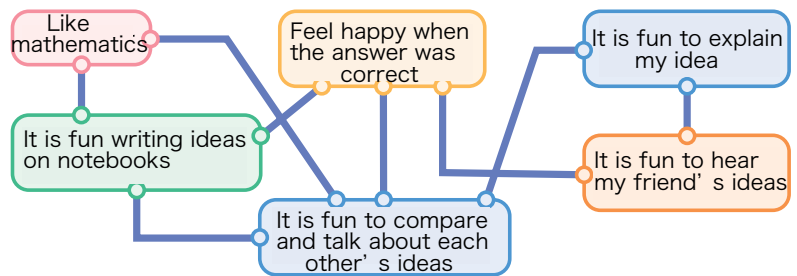 Like
mathematics
Feel happy when
the answer was
correct
It is fun to explain
my idea
It is fun writing ideas
on notebooks
It is fun to hear
my friend’ s ideas
It is fun to compare
and talk about each
other’ s ideas